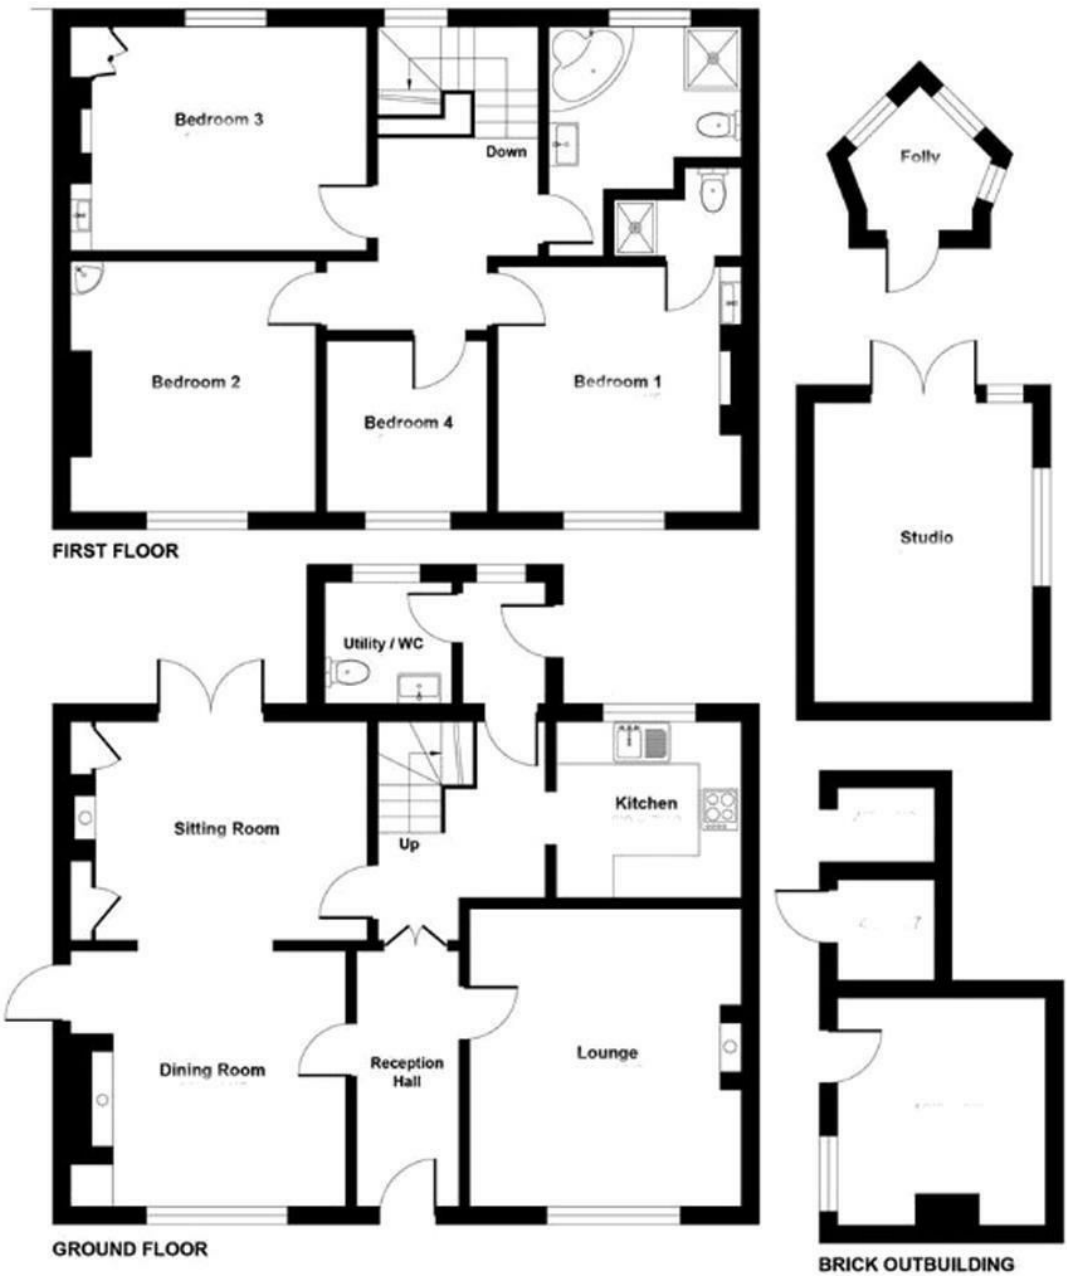 Bedroom 3
Down
Bedroom 2
Bedroom 4
Bedroom 1
FIRST FLOOR
Folly
Studio
Utility / WC
Sitting Room
Up
Kitchen
Dining Room
Reception
Hall
Lounge
GROUND FLOOR
BRICK OUTBUILDING